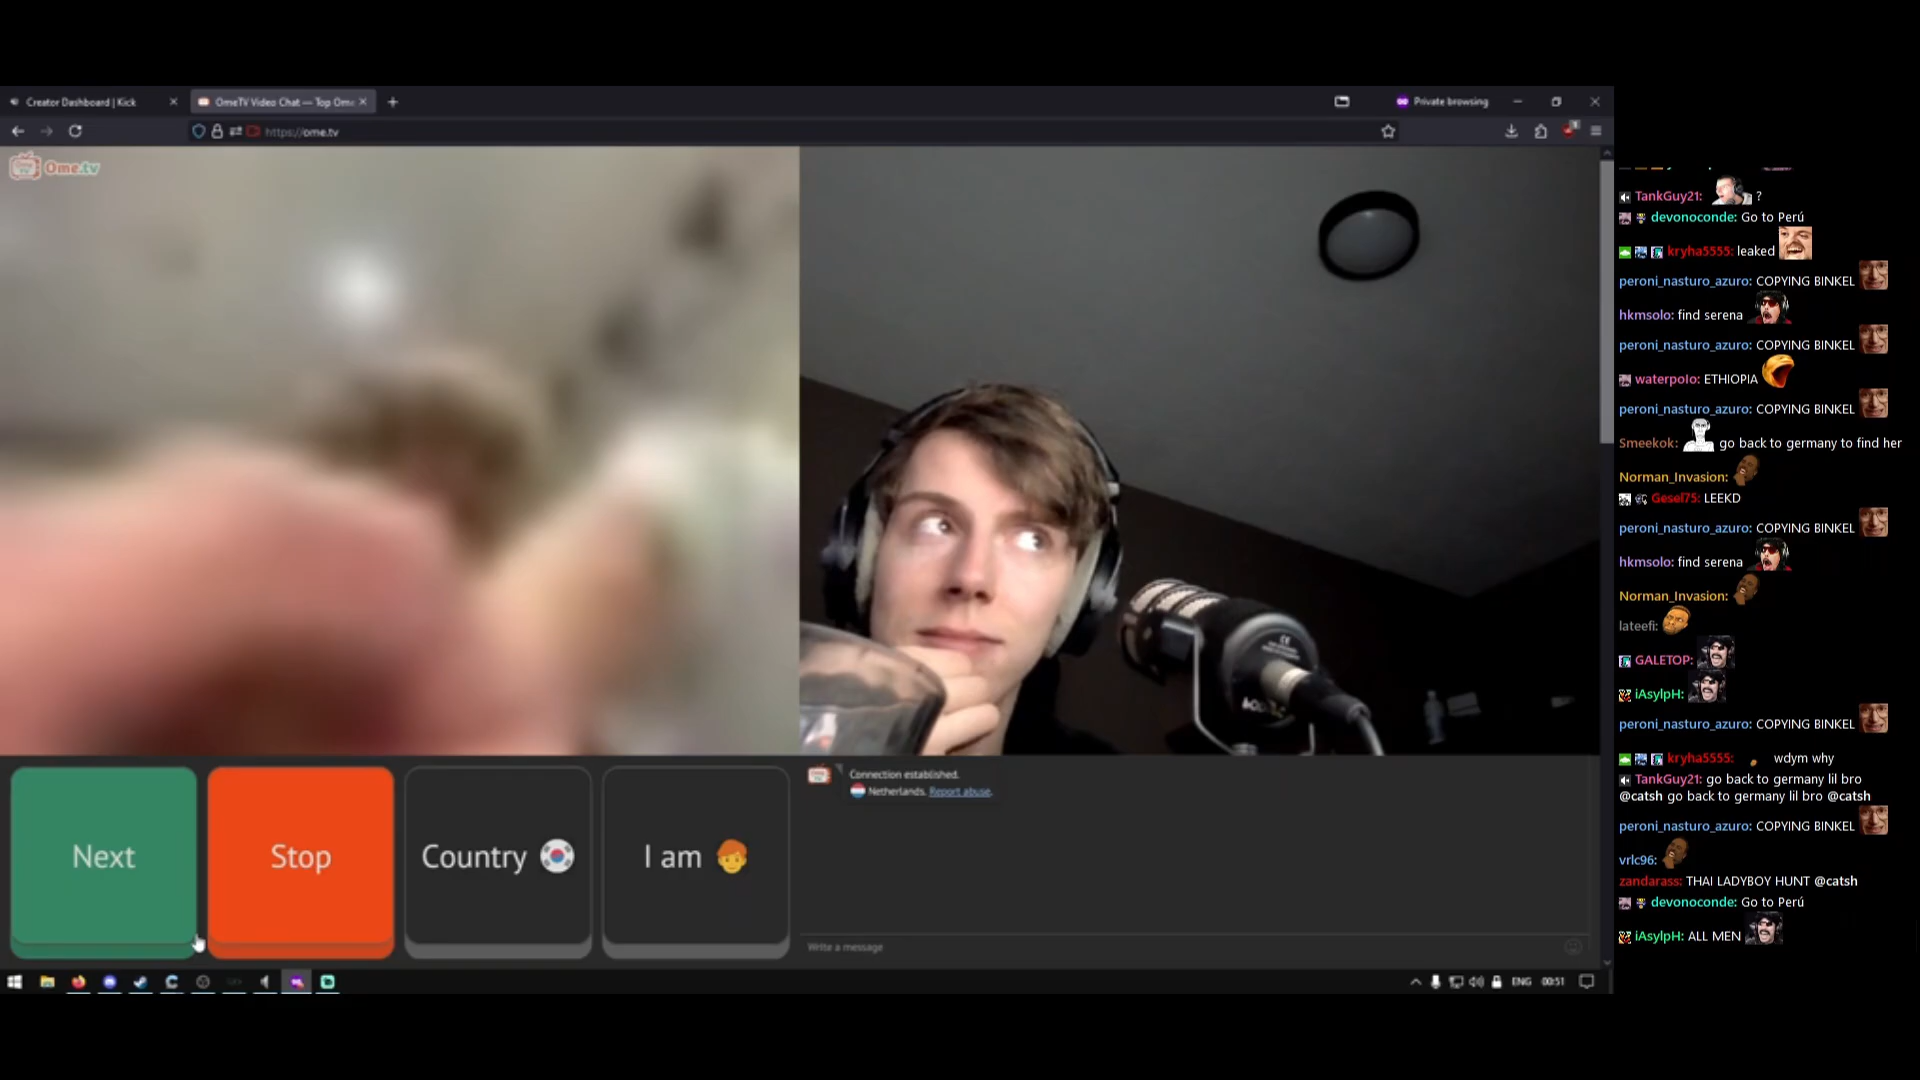 Creator Dashboard | Kick
OmeTV Video Chat — Top Ome
Private browsing
https://ome.tv
Ome.tv
TankGuy21: ?
devonoconde: Go to Perú
kryha5555: leaked
peroni_nasturo_azuro: COPYING BINKEL
hkmsolo: find serena
peroni_nasturo_azuro: COPYING BINKEL
waterpolo: ETHIOPIA
peroni_nasturo_azuro: COPYING BINKEL
Smeekok: go back to germany to find her
Norman_Invasion:
Gesel75: LEEKD
peroni_nasturo_azuro: COPYING BINKEL
hkmsolo: find serena
Norman_Invasion:
lateefi:
GALETOP:
iAsylpH:
peroni_nasturo_azuro: COPYING BINKEL
kryha5555: wdym why
TankGuy21: go back to germany lil bro
@catsh go back to germany lil bro @catsh
peroni_nasturo_azuro: COPYING BINKEL
vrlc96:
zandarass: THAI LADYBOY HUNT @catsh
devonoconde: Go to Perú
iAsylpH: ALL MEN
Connection established.
Netherlands. Report abuse.
Next
Stop
Country
I am
Write a message
ENG
00:51